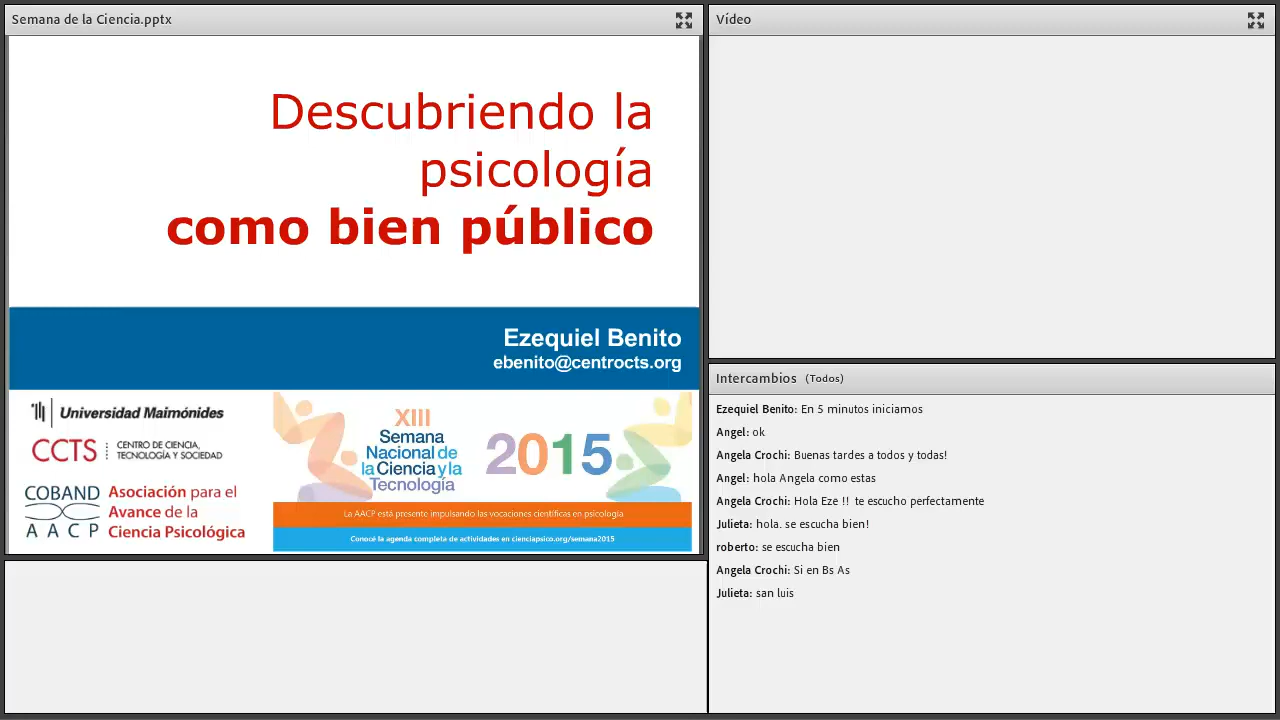 Semana de la Ciencia.pptx
Descubriendo la
psicología
como bien público
Ezequiel Benito
ebenito@centrocts.org
Universidad Maimónides
CCTS
CENTRO DE CIENCIA,
TECNOLOGÍA Y SOCIEDAD
COBAND
AACP
Asociación para el
Avance de la
Ciencia Psicológica
XIII
Semana
Nacional de
la Ciencia y la
Tecnología
2015
La AACP está presente impulsando las vocaciones científicas en psicología
Conocé la agenda completa de actividades en cienciapsico.org/semana2015
Vídeo
Intercambios (Todos)
Ezequiel Benito: En 5 minutos iniciamos
Angel: ok
Angela Crochi: Buenas tardes a todos y todas!
Angel: hola Angela como estas
Angela Crochi: Hola Eze !! te escucho perfectamente
Julieta: hola. se escucha bien!
roberto: se escucha bien
Angela Crochi: Si en Bs As
Julieta: san luis